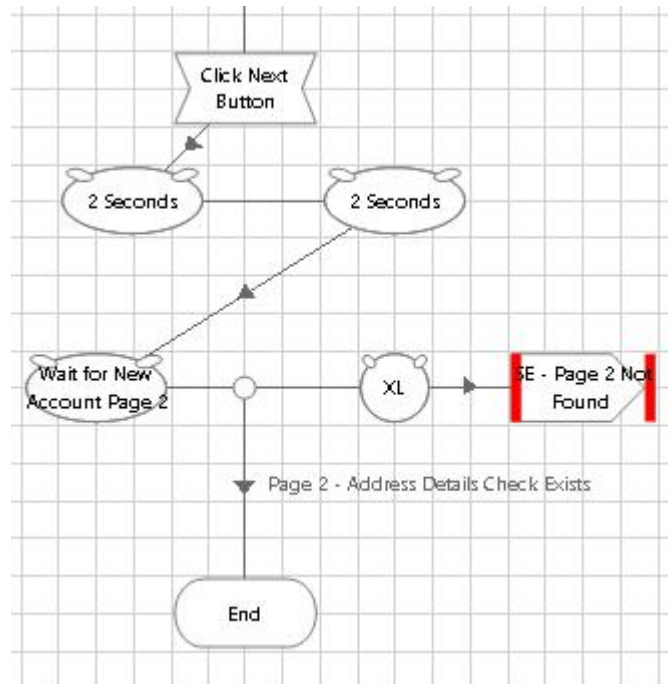 Click Next
Button
2 Seconds
2 Seconds
Wait for New
Account Page 2
XL
SE - Page 2 Not
Found
Page 2 - Address Details Check Exists
End